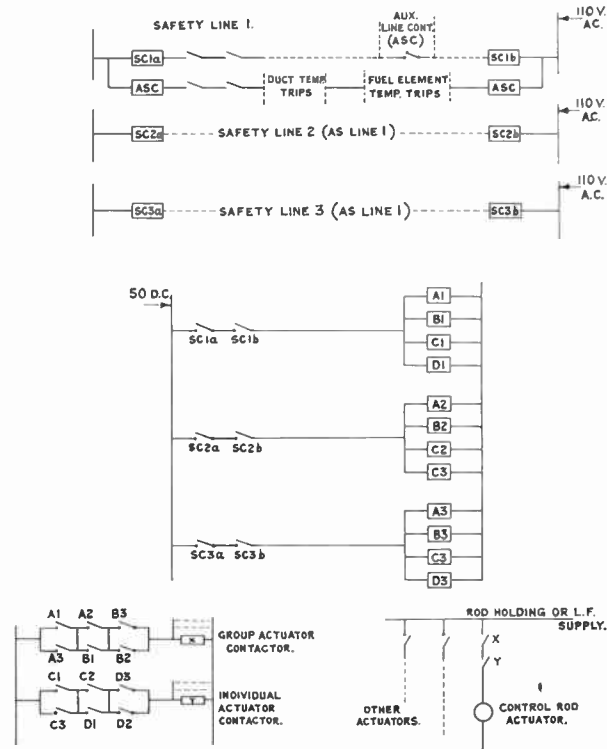 SAFETY LINE 1.
AUX.
LINE CONT.
(ASC)
110 V.
A.C.
SC1a
SC1b
ASC
DUCT TEMP.
TRIPS
FUEL ELEMENT
TEMP. TRIPS
ASC
110 V.
A.C.
SC2a
SAFETY LINE 2 (AS LINE 1)
SC2b
110 V.
A.C.
SC3a
SAFETY LINE 3 (AS LINE 1)
SC3b
50 D.C.
A1
B1
SC1a SC1b
C1
D1
A2
B2
SC2a SC2b
C2
C3
A3
B3
SC3a SC3b
C3
D3
A1 A2 B3
X
GROUP ACTUATOR
CONTACTOR.
A3 B1 B2
C1 C2 D3
Y
INDIVIDUAL
ACTUATOR
CONTACTOR.
C3 D1 D2
ROD HOLDING OR L.F.
SUPPLY.
X
Y
OTHER
ACTUATORS.
CONTROL ROD
ACTUATOR.